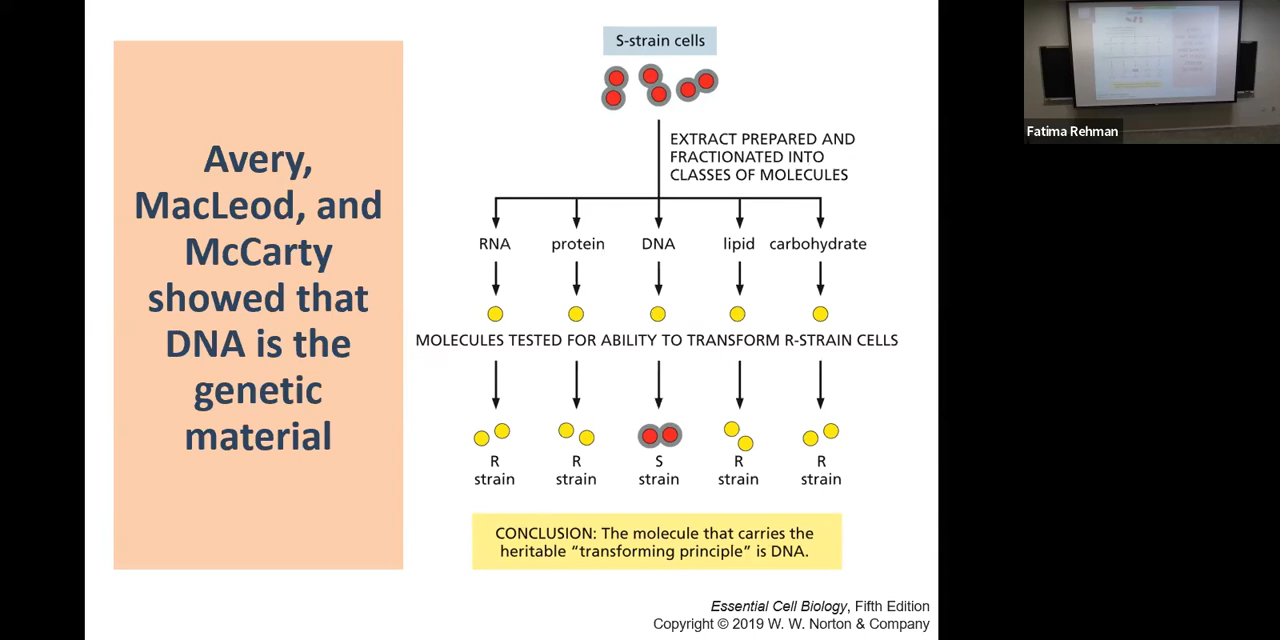 Avery,
MacLeod, and
McCarty
showed that
DNA is the
genetic
material
S-strain cells
EXTRACT PREPARED AND
FRACTIONATED INTO
CLASSES OF MOLECULES
RNA protein DNA lipid carbohydrate
MOLECULES TESTED FOR ABILITY TO TRANSFORM R-STRAIN CELLS
R R S R R
strain strain strain strain strain
CONCLUSION: The molecule that carries the
heritable “transforming principle” is DNA.
Essential Cell Biology, Fifth Edition
Copyright © 2019 W. W. Norton & Company
Fatima Rehman